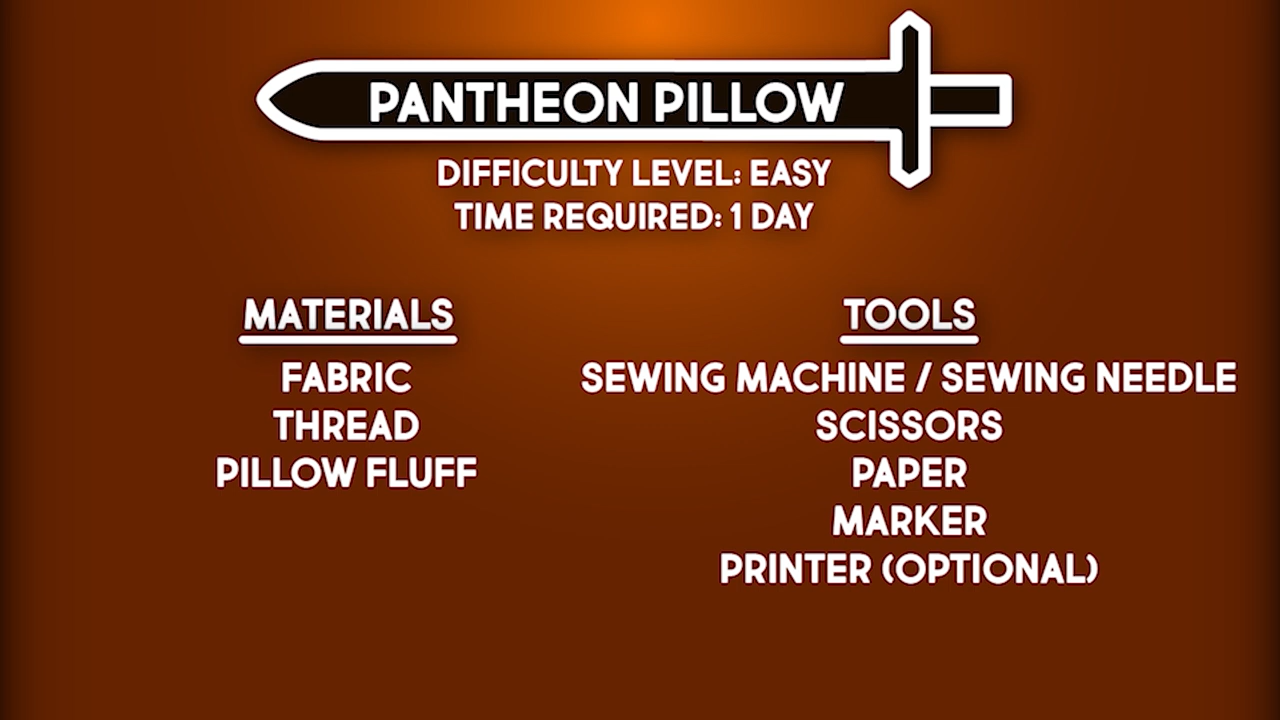 PANTHEON PILLOW
DIFFICULTY LEVEL: EASY
TIME REQUIRED: 1 DAY
MATERIALS
FABRIC
THREAD
PILLOW FLUFF
TOOLS
SEWING MACHINE / SEWING NEEDLE
SCISSORS
PAPER
MARKER
PRINTER (OPTIONAL)